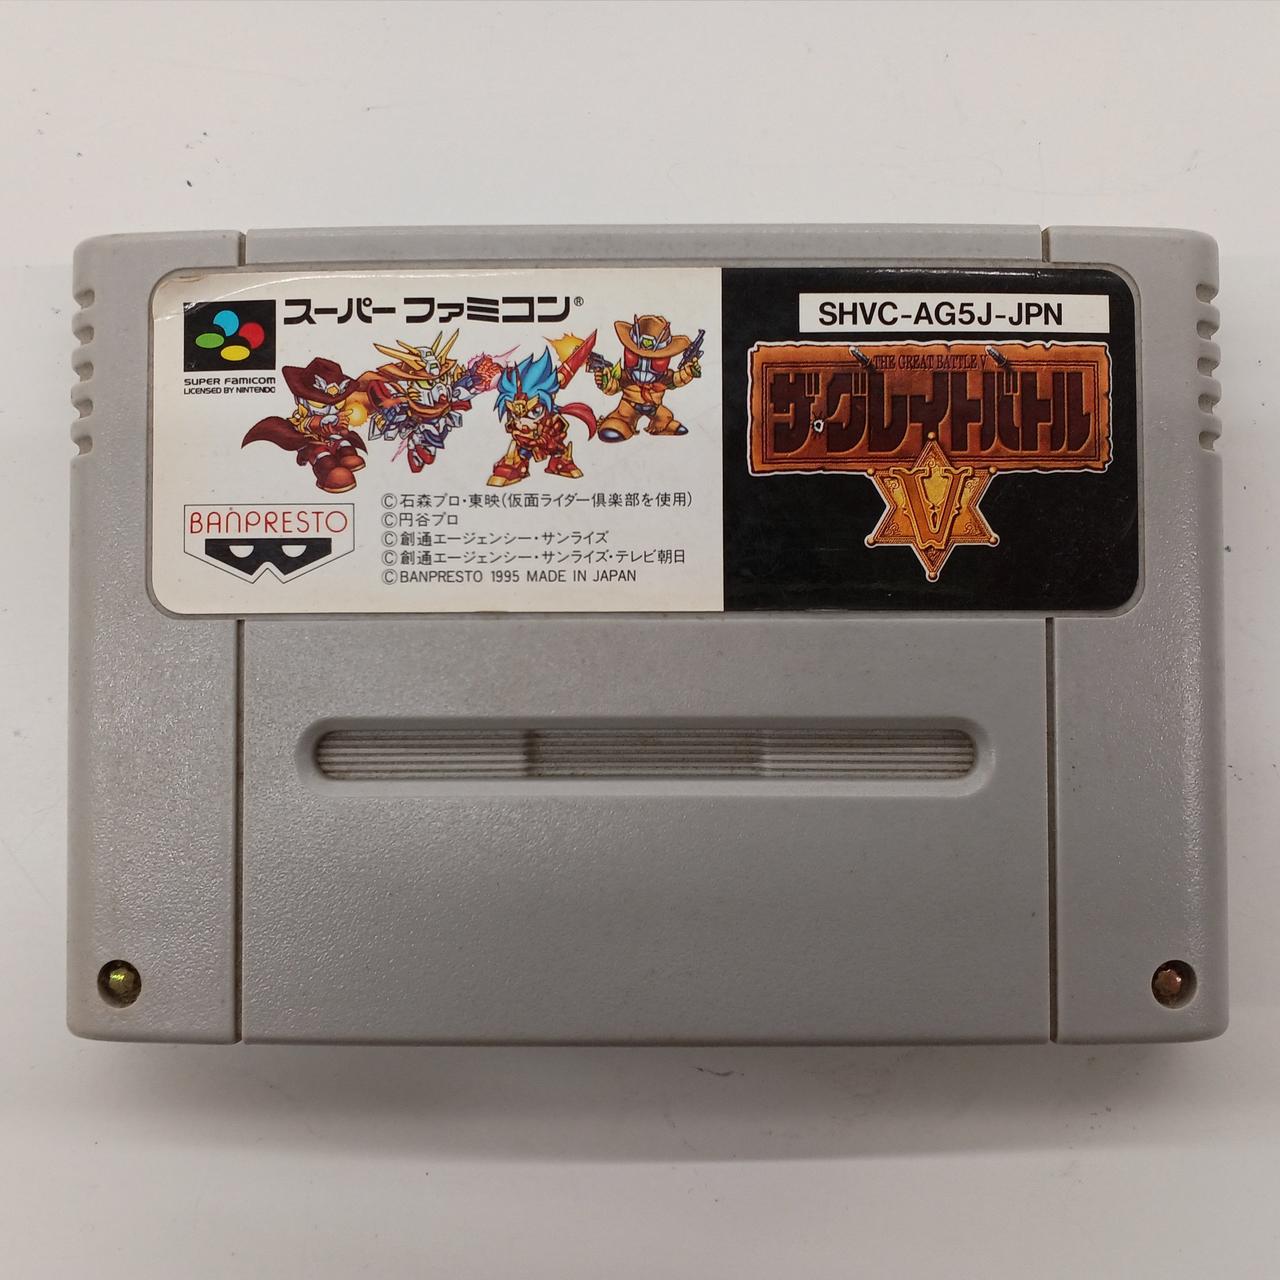 スーパーファミコン®
SUPER FAMICOM
LICENSED BY NINTENDO
BANPRESTO
©石森プロ・東映(仮面ライダー倶楽部を使用)
©円谷プロ
©創通エージェンシー・サンライズ
©創通エージェンシー・サンライズ・テレビ朝日
©BANPRESTO 1995 MADE IN JAPAN
SHVC-AG5J-JPN
THE GREAT BATTLE V
ザ・グレイトバトル
V